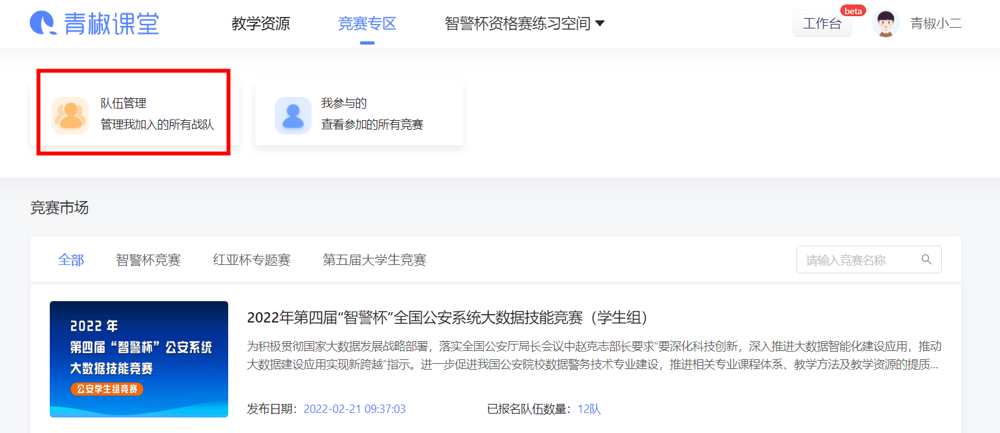 青椒课堂
教学资源
竞赛专区
智警杯资格赛练习空间
工作台
beta
青椒小二
队伍管理
管理我加入的所有战队
我参与的
查看参加的所有竞赛
竞赛市场
全部
智警杯竞赛
红亚杯专题赛
第五届大学生竞赛
请输入竞赛名称
2022 年
第四届“智警杯”公安系统
大数据技能竞赛
公安学生组竞赛
2022年第四届“智警杯”全国公安系统大数据技能竞赛（学生组）
为积极贯彻国家大数据发展战略部署，落实全国公安厅局长会议中赵克志部长要求“要深化科技创新，深入推进大数据智能化建设应用，推动
大数据建设应用实现新跨越”指示。进一步促进我国公安院校数据警务技术专业建设，推进相关专业课程体系、教学方法及教学资源的提质...
发布日期：2022-02-21 09:37:03
已报名队伍数量：12队